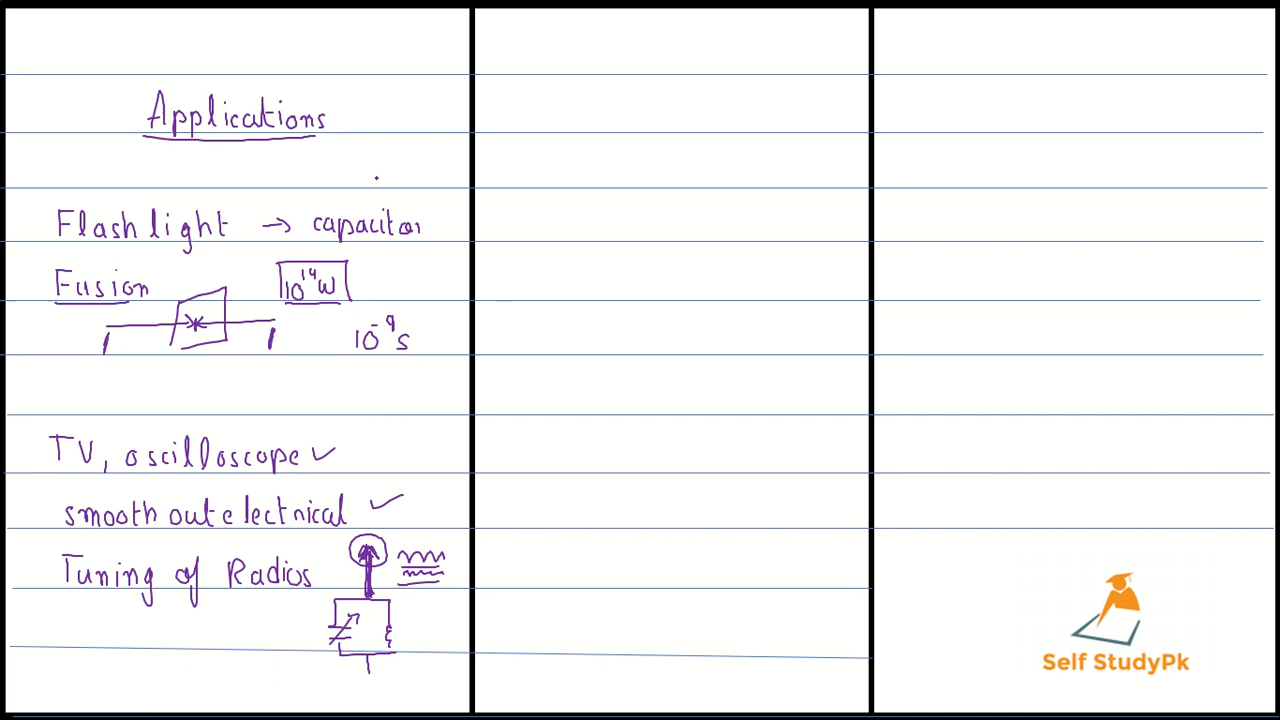 Applications
Flash light → capacitor
Fusion 10¹⁴W
10⁻⁹s
TV, oscilloscope ✓
smooth out electrical ✓
Tuning of Radios
Self StudyPk